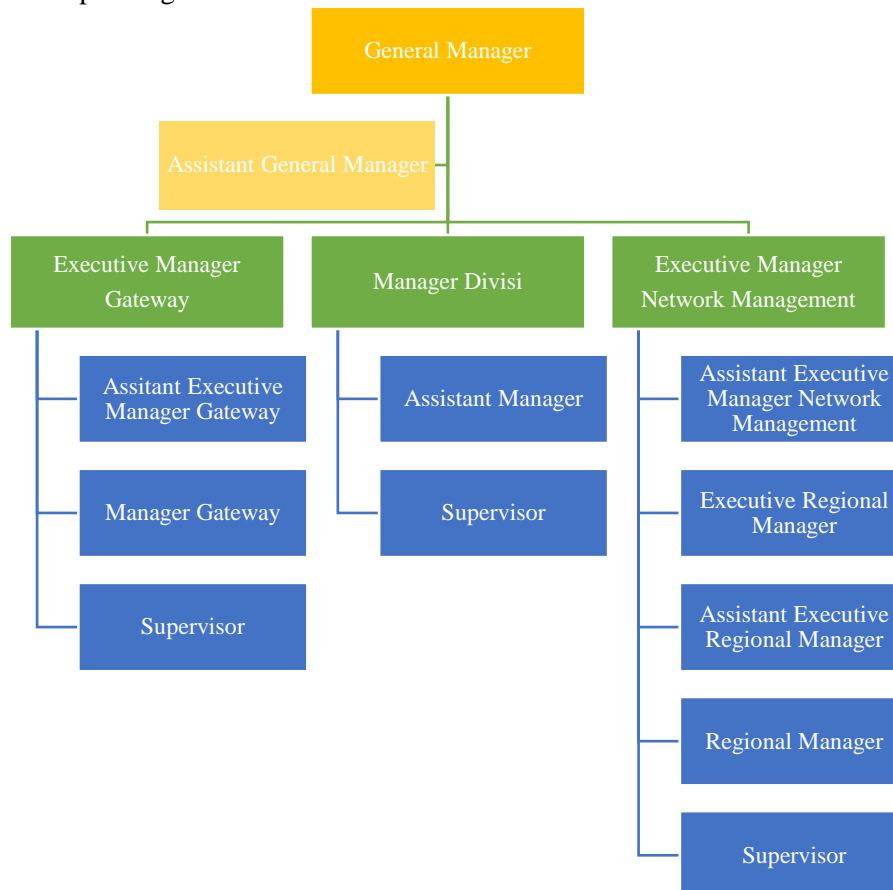 General Manager
Assistant General Manager
Executive Manager
Gateway
Manager Divisi
Executive Manager
Network Management
Assitant Executive
Manager Gateway
Manager Gateway
Supervisor
Assistant Manager
Supervisor
Assistant Executive
Manager Network
Management
Executive Regional
Manager
Assistant Executive
Regional Manager
Regional Manager
Supervisor